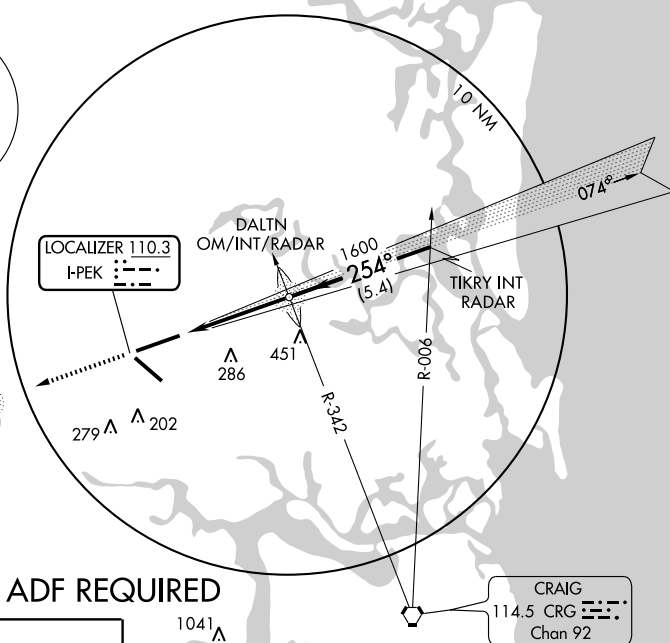 10 NM
074°
DALTN
OM/INT/RADAR
LOCALIZER 110.3
I-PEK
1600
254°
(5.4)
TIKRY INT
RADAR
451
286
R-006
R-342
279
202
ADF REQUIRED
1041
CRAIG
114.5 CRG
Chan 92